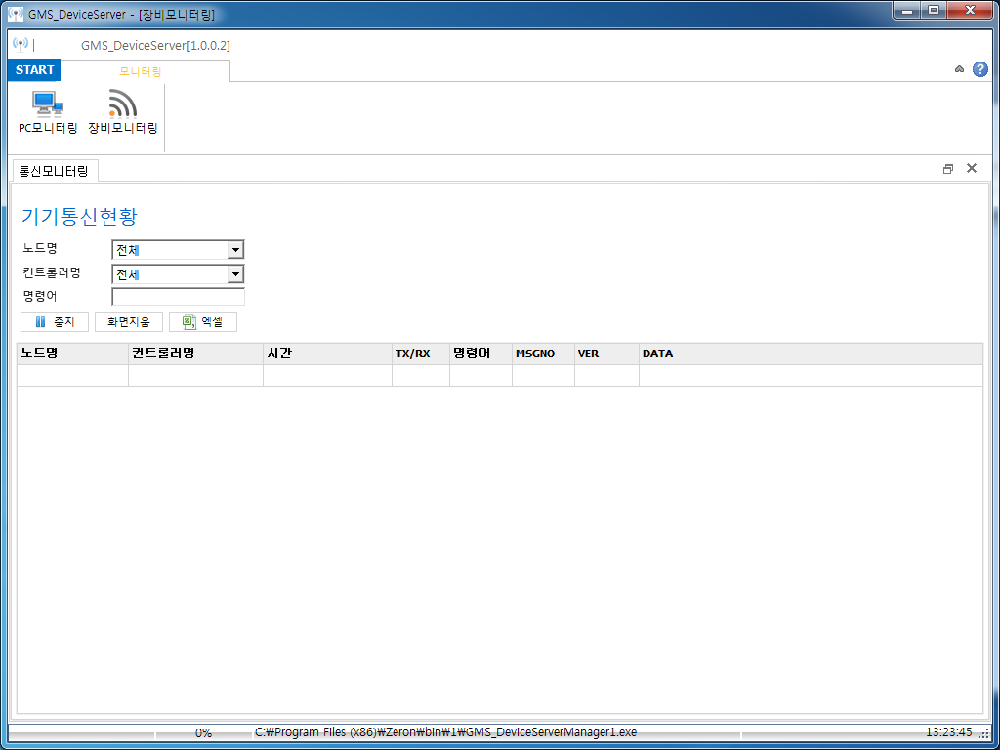 GMS_DeviceServer - [장비모니터링]
GMS_DeviceServer[1.0.0.2]
START 모니터링
PC모니터링 장비모니터링
통신모니터링
기기통신현황
노드명 전체
컨트롤러명 전체
명령어
중지 화면지움 엑셀
노드명 컨트롤러명 시간 TX/RX 명령어 MSGNO VER DATA
0% C:₩Program Files (x86)₩Zeron₩bin₩1₩GMS_DeviceServerManager1.exe 13:23:45